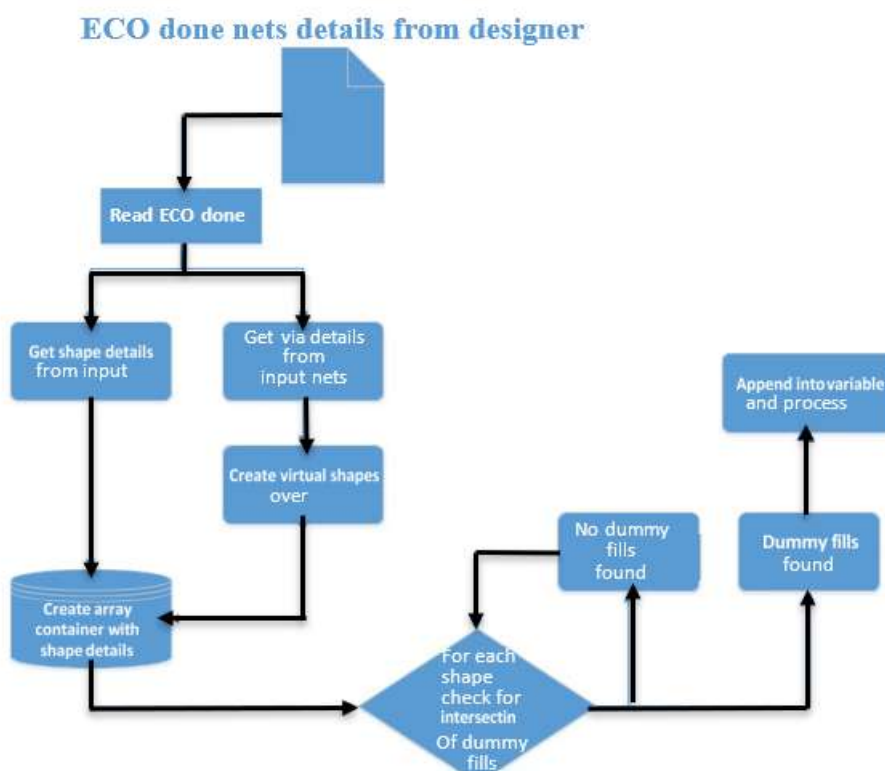 ECO done nets details from designer
Read ECO done
Get shape details
from input
Get via details
from
input nets
Create virtual shapes
over
Create array
container with
shape details
For each
shape
check for
intersectin
Of dummy
fills
No dummy
fills
found
Dummy fills
found
Append into variable
and process